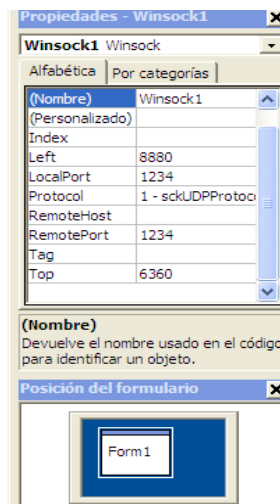 Propiedades - Winsock1
Winsock1 Winsock
Alfabética Por categorías
(Nombre) Winsock1
(Personalizado)
Index
Left 8880
LocalPort 1234
Protocol 1 - sckUDPProtoco
RemoteHost
RemotePort 1234
Tag
Top 6360
(Nombre)
Devuelve el nombre usado en el código
para identificar un objeto.
Posición del formulario
Form1